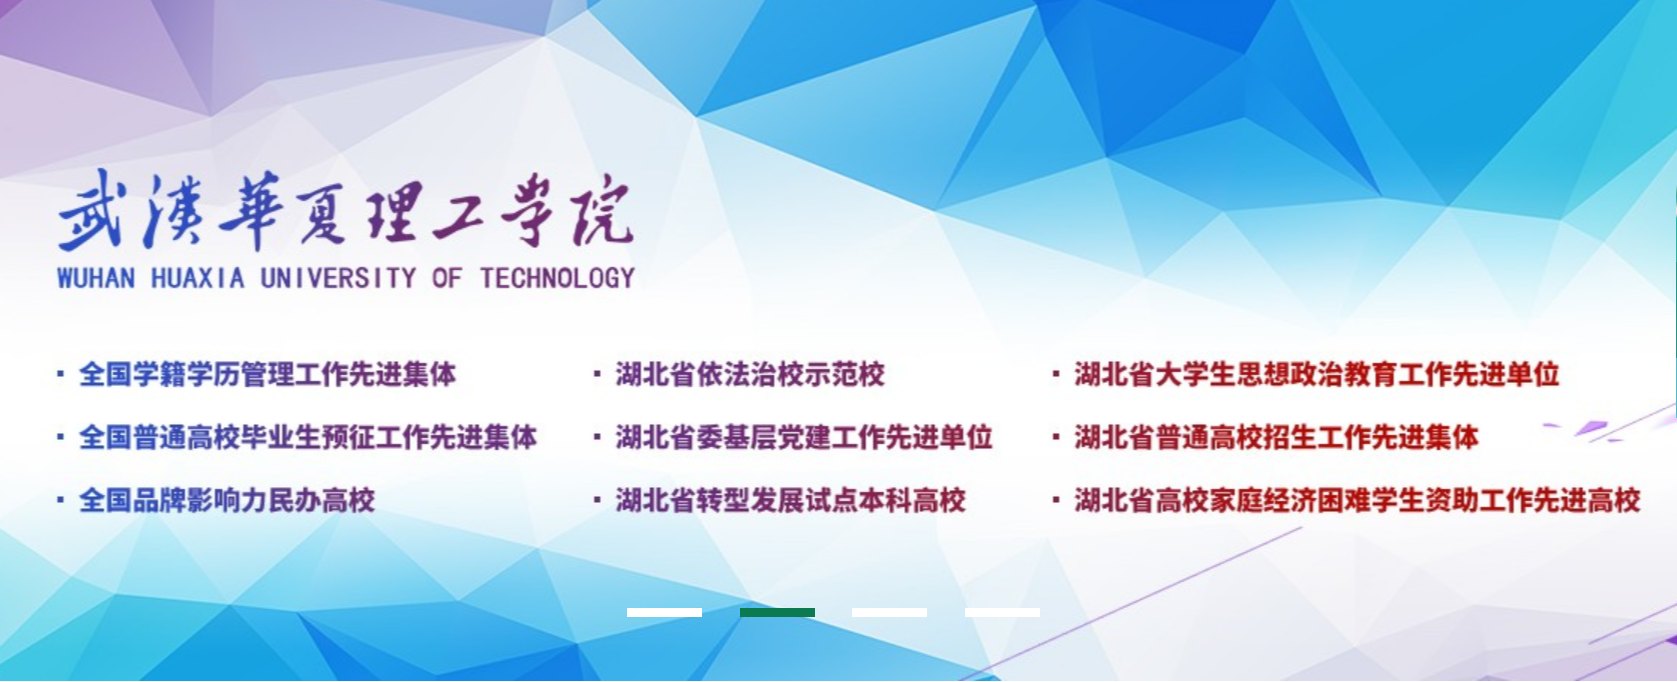 武漢華夏理工学院
WUHAN HUAXIA UNIVERSITY OF TECHNOLOGY
· 全国学籍学历管理工作先进集体
· 全国普通高校毕业生预征工作先进集体
· 全国品牌影响力民办高校
· 湖北省依法治校示范校
· 湖北省委基层党建工作先进单位
· 湖北省转型发展试点本科高校
· 湖北省大学生思想政治教育工作先进单位
· 湖北省普通高校招生工作先进集体
· 湖北省高校家庭经济困难学生资助工作先进高校